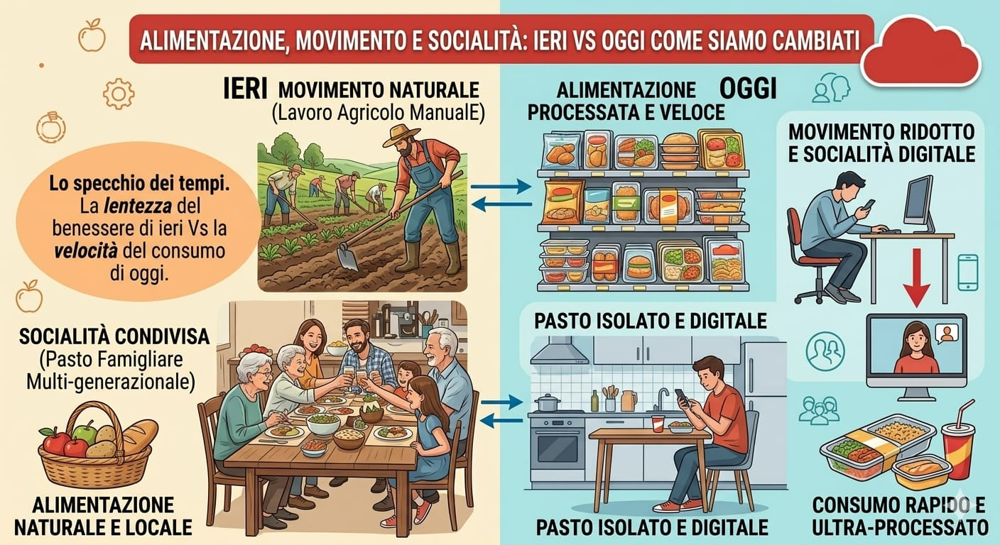 ALIMENTAZIONE, MOVIMENTO E SOCIALITÀ: IERI VS OGGI COME SIAMO CAMBIATI
IERI
MOVIMENTO NATURALE
(Lavoro Agricolo ManualE)
Lo specchio dei tempi.
La lentezza del
benessere di ieri Vs la
velocità del consumo
di oggi.
SOCIALITÀ CONDIVISA
(Pasto Famigliare
Multi-generazionale)
ALIMENTAZIONE
NATURALE E LOCALE
OGGI
ALIMENTAZIONE
PROCESSATA E VELOCE
MOVIMENTO RIDOTTO
E SOCIALITÀ DIGITALE
PASTO ISOLATO E DIGITALE
PASTO ISOLATO E DIGITALE
CONSUMO RAPIDO E
ULTRA-PROCESSATO